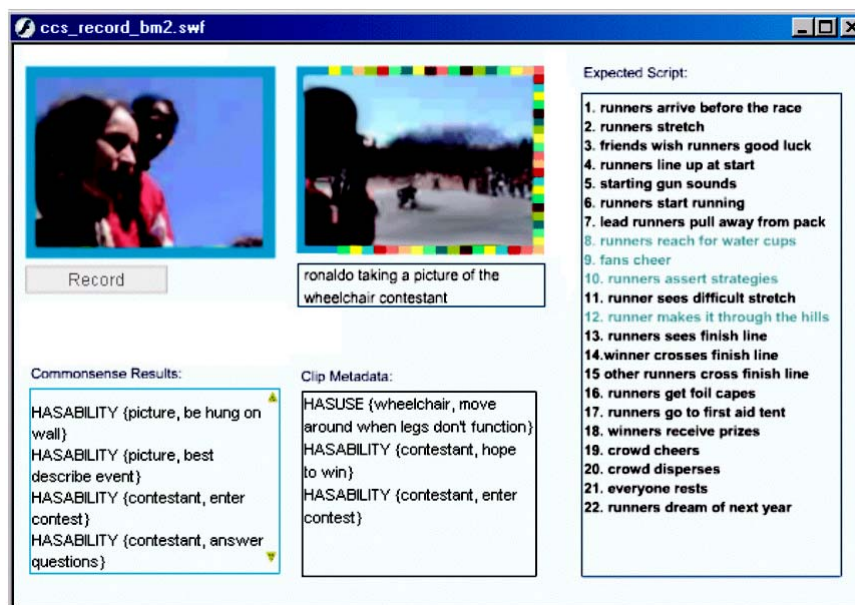 ccs_record_bm2.swf
Record
ronaldo taking a picture of the
wheelchair contestant
Commonsense Results:
HASABILITY {picture, be hung on
wall}
HASABILITY {picture, best
describe event}
HASABILITY {contestant, enter
contest}
HASABILITY {contestant, answer
questions}
Clip Metadata:
HASUSE {wheelchair, move
around when legs don't function}
HASABILITY {contestant, hope
to win}
HASABILITY {contestant, enter
contest}
Expected Script:
1. runners arrive before the race
2. runners stretch
3. friends wish runners good luck
4. runners line up at start
5. starting gun sounds
6. runners start running
7. lead runners pull away from pack
8. runners reach for water cups
9. fans cheer
10. runners assert strategies
11. runner sees difficult stretch
12. runner makes it through the hills
13. runners sees finish line
14.winner crosses finish line
15 other runners cross finish line
16. runners get foil capes
17. runners go to first aid tent
18. winners receive prizes
19. crowd cheers
20. crowd disperses
21. everyone rests
22. runners dream of next year